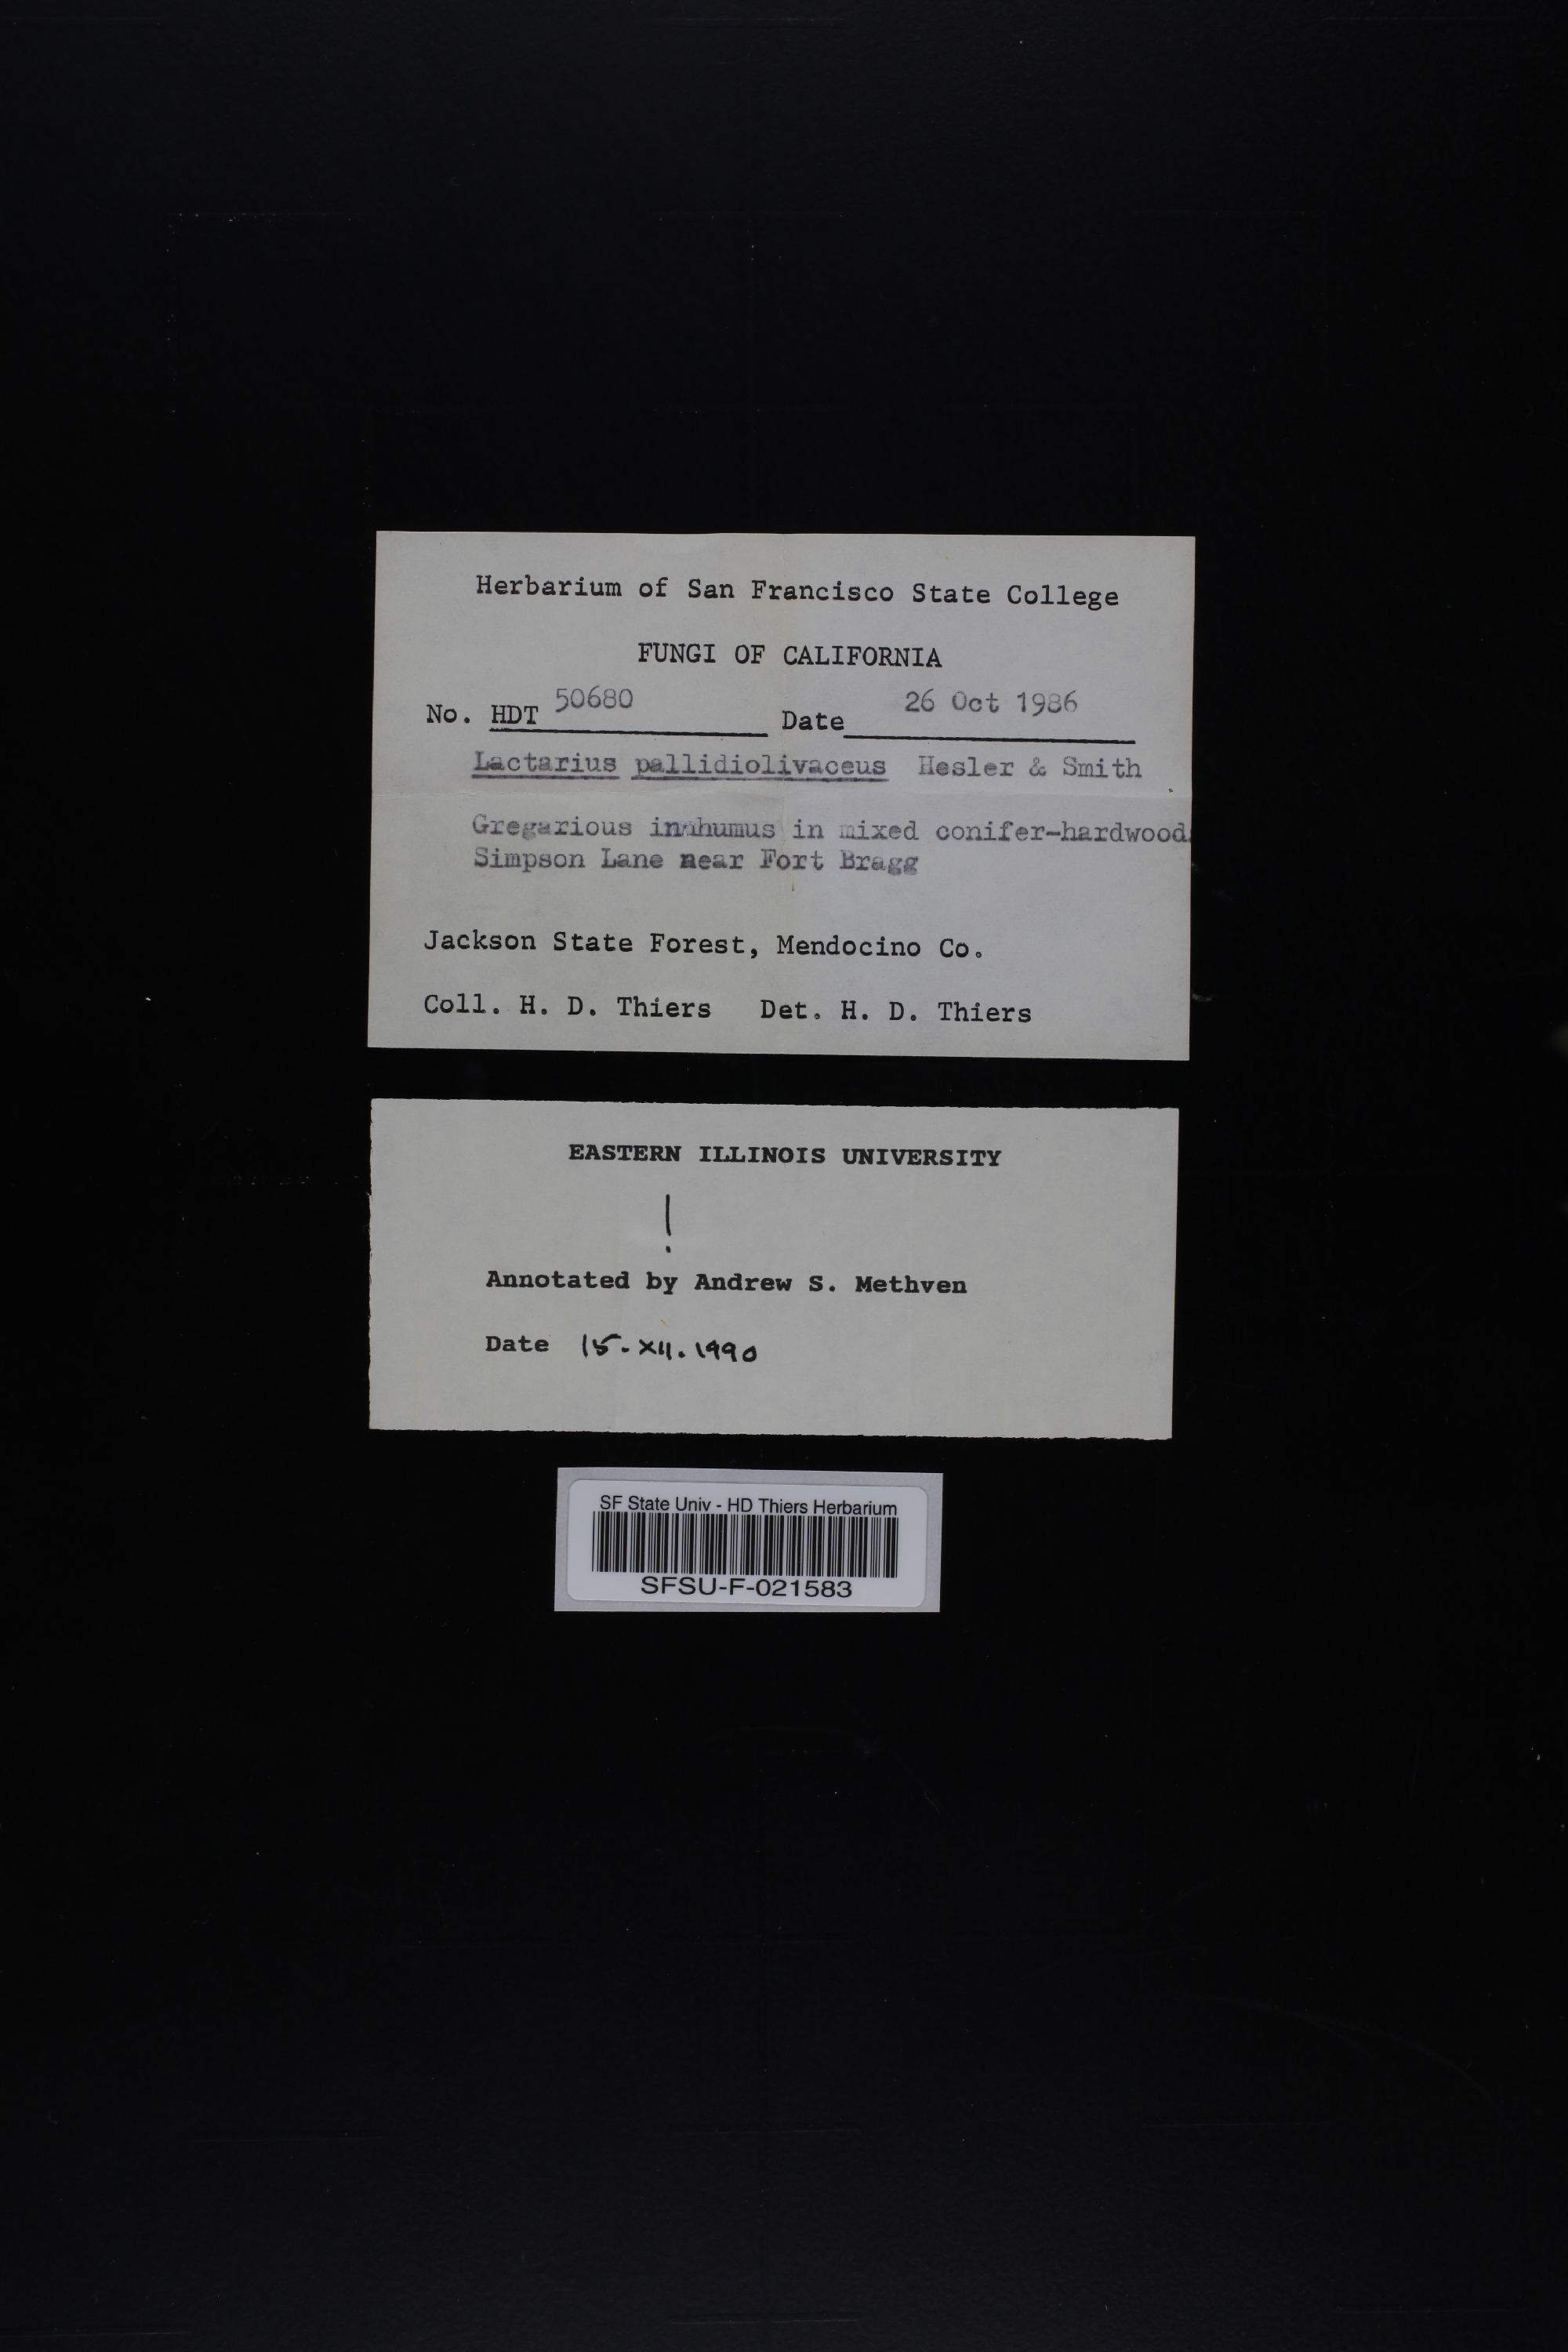 Herbarium of San Francisco State College
FUNGI OF CALIFORNIA
No. HDT 50680 Date 26 Oct 1986
Lactarius pallidiolivaceus Hesler & Smith
Gregarious in humus in mixed conifer-hardwoods
Simpson Lane near Fort Bragg
Jackson State Forest, Mendocino Co.
Coll. H. D. Thiers Det. H. D. Thiers
EASTERN ILLINOIS UNIVERSITY
!
Annotated by Andrew S. Methven
Date 15.XII.1990
SF State Univ - HD Thiers Herbarium
SFSU-F-021583